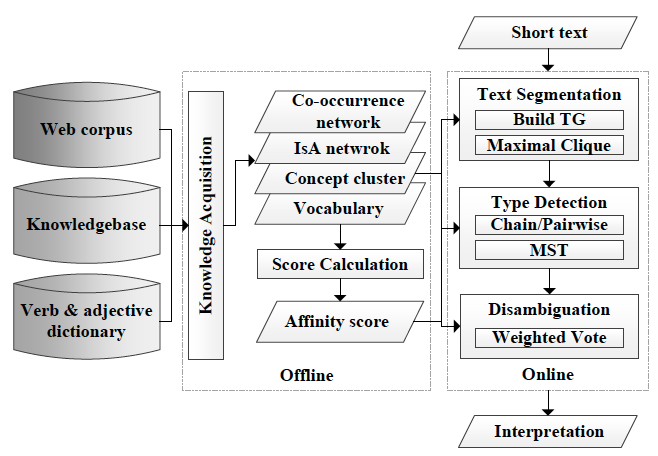 Short text
Web corpus
Knowledgebase
Verb & adjective
dictionary
Knowledge Acquisition
Co-occurrence
network
IsA netwrok
Concept cluster
Vocabulary
Score Calculation
Affinity score
Offline
Text Segmentation
Build TG
Maximal Clique
Type Detection
Chain/Pairwise
MST
Disambiguation
Weighted Vote
Online
Interpretation